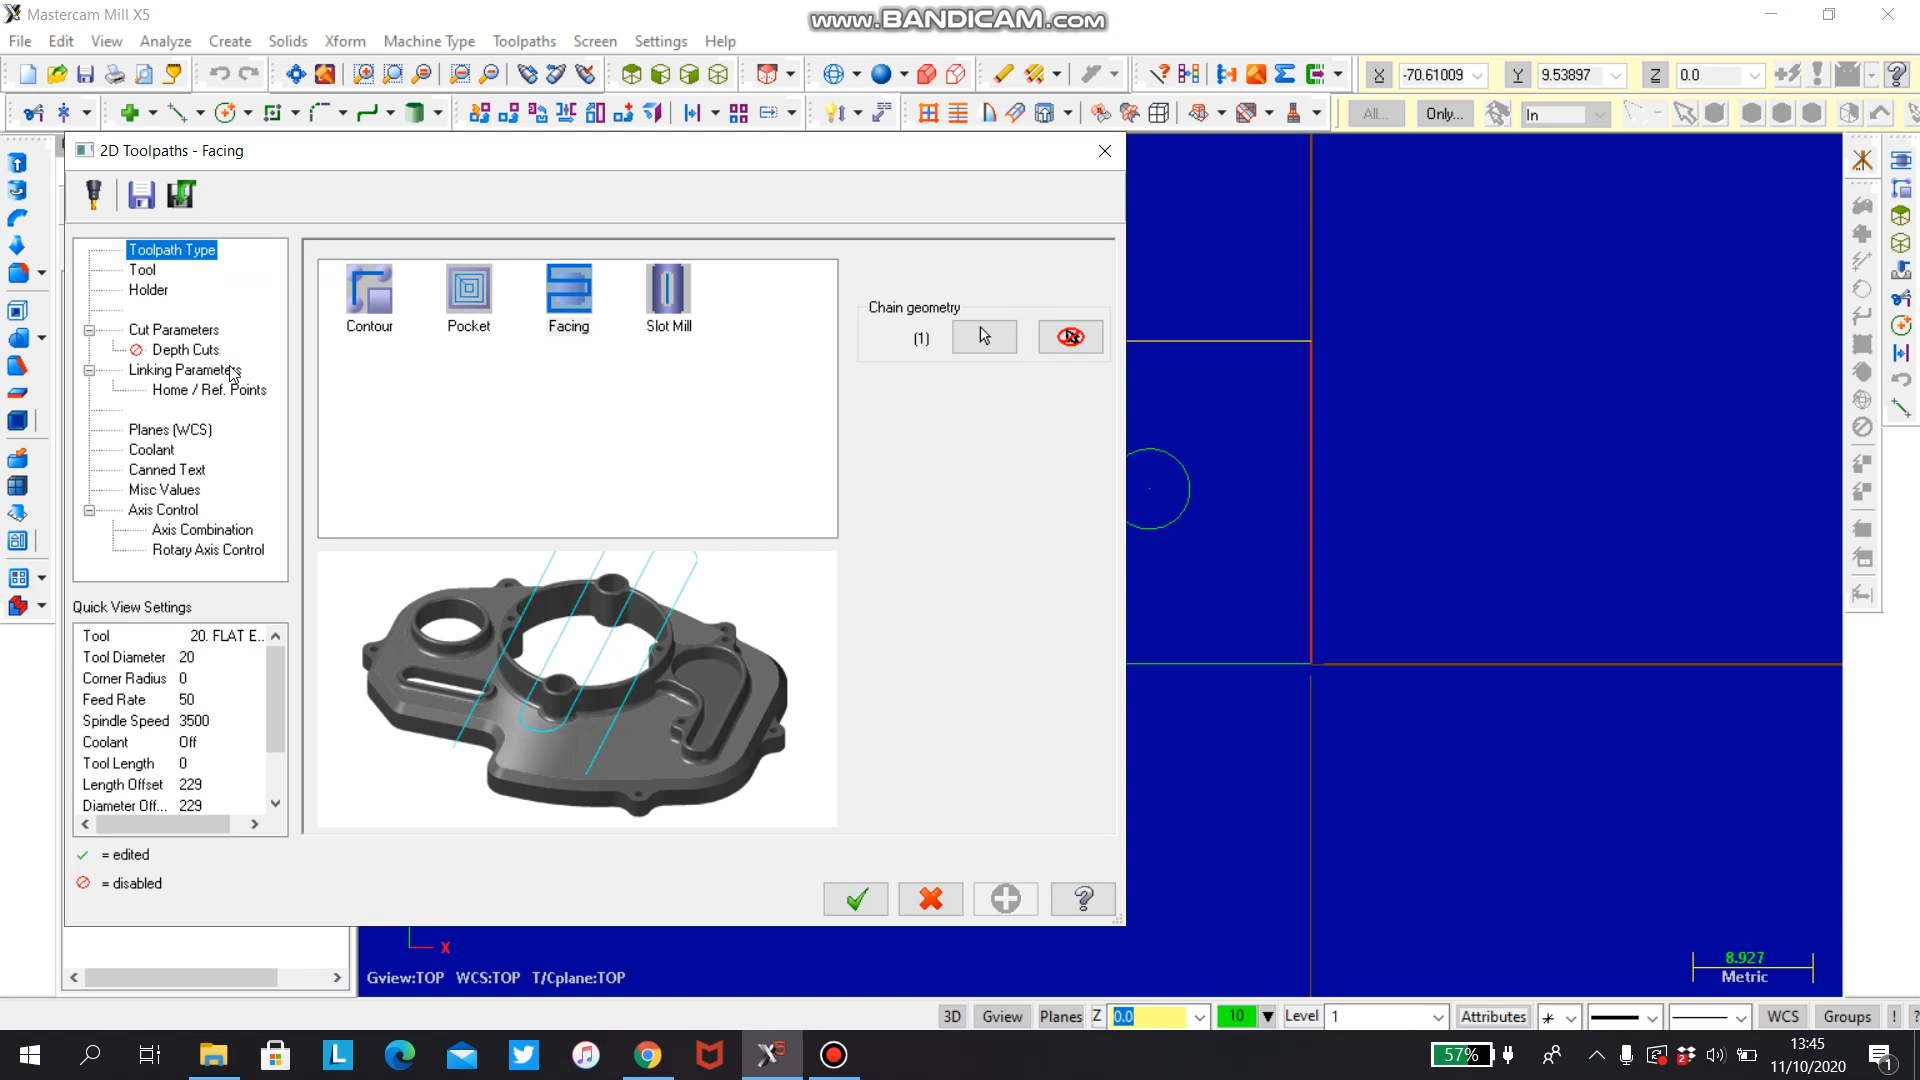 Mastercam Mill X5
www.BANDICAM.com
File Edit View Analyze Create Solids Xform Machine Type Toolpaths Screen Settings Help
X -70.61009 Y 9.53897 Z 0.0
All... Only... In
2D Toolpaths - Facing
Toolpath Type
Tool
Holder
Cut Parameters
Depth Cuts
Linking Parameters
Home / Ref. Points
Planes (WCS)
Coolant
Canned Text
Misc Values
Axis Control
Axis Combination
Rotary Axis Control
Contour Pocket Facing Slot Mill
Chain geometry
(1)
Quick View Settings
Tool 20. FLAT E..
Tool Diameter 20
Corner Radius 0
Feed Rate 50
Spindle Speed 3500
Coolant Off
Tool Length 0
Length Offset 229
Diameter Off... 229
= edited
= disabled
X
Gview:TOP WCS:TOP T/Cplane:TOP
8.927
Metric
3D Gview Planes Z 0.0 10 Level 1 Attributes WCS Groups ! ?
57%
13:45
11/10/2020
1